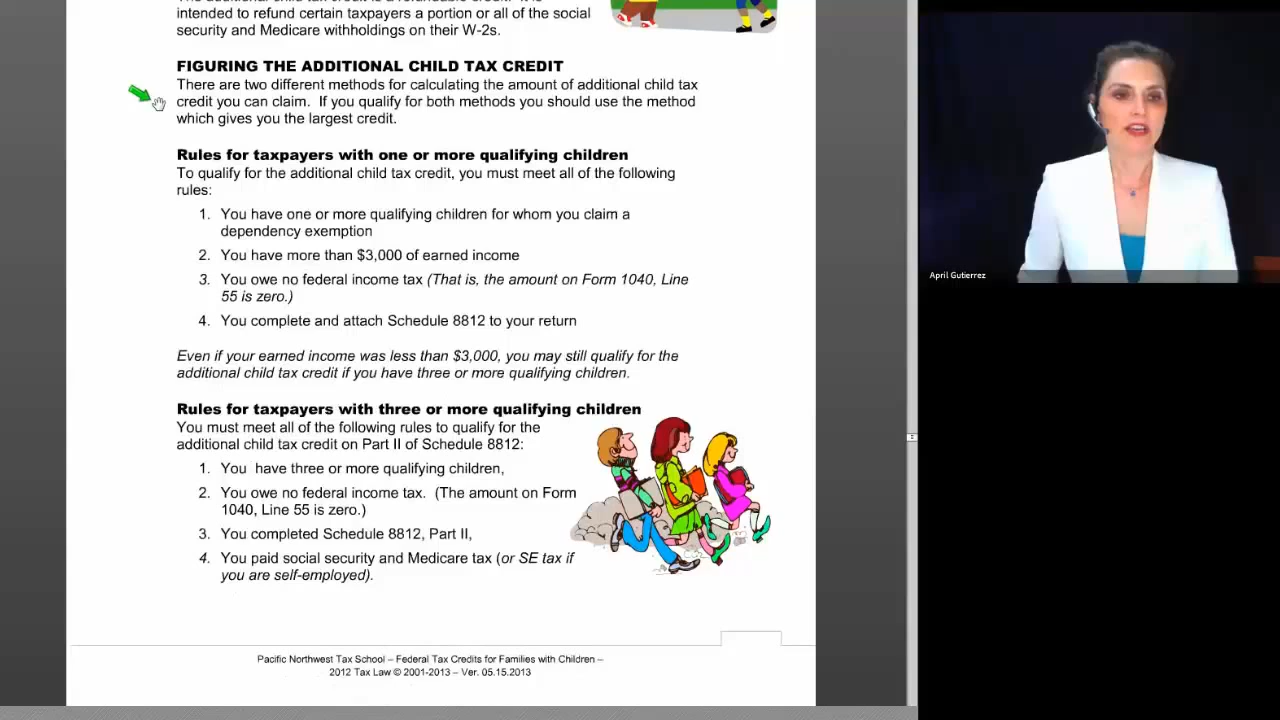 The additional child tax credit is a refundable credit.  It is
intended to refund certain taxpayers a portion or all of the social
security and Medicare withholdings on their W-2s.
FIGURING THE ADDITIONAL CHILD TAX CREDIT
There are two different methods for calculating the amount of additional child tax
credit you can claim.  If you qualify for both methods you should use the method
which gives you the largest credit.
Rules for taxpayers with one or more qualifying children
To qualify for the additional child tax credit, you must meet all of the following
rules:
1. You have one or more qualifying children for whom you claim a
dependency exemption
2. You have more than $3,000 of earned income
3. You owe no federal income tax (That is, the amount on Form 1040, Line
55 is zero.)
4. You complete and attach Schedule 8812 to your return
Even if your earned income was less than $3,000, you may still qualify for the
additional child tax credit if you have three or more qualifying children.
Rules for taxpayers with three or more qualifying children
You must meet all of the following rules to qualify for the
additional child tax credit on Part II of Schedule 8812:
1. You  have three or more qualifying children,
2. You owe no federal income tax.  (The amount on Form
1040, Line 55 is zero.)
3. You completed Schedule 8812, Part II,
4. You paid social security and Medicare tax (or SE tax if
you are self-employed).
Pacific Northwest Tax School – Federal Tax Credits for Families with Children –
2012 Tax Law © 2001-2013 – Ver. 05.15.2013
April Gutierrez